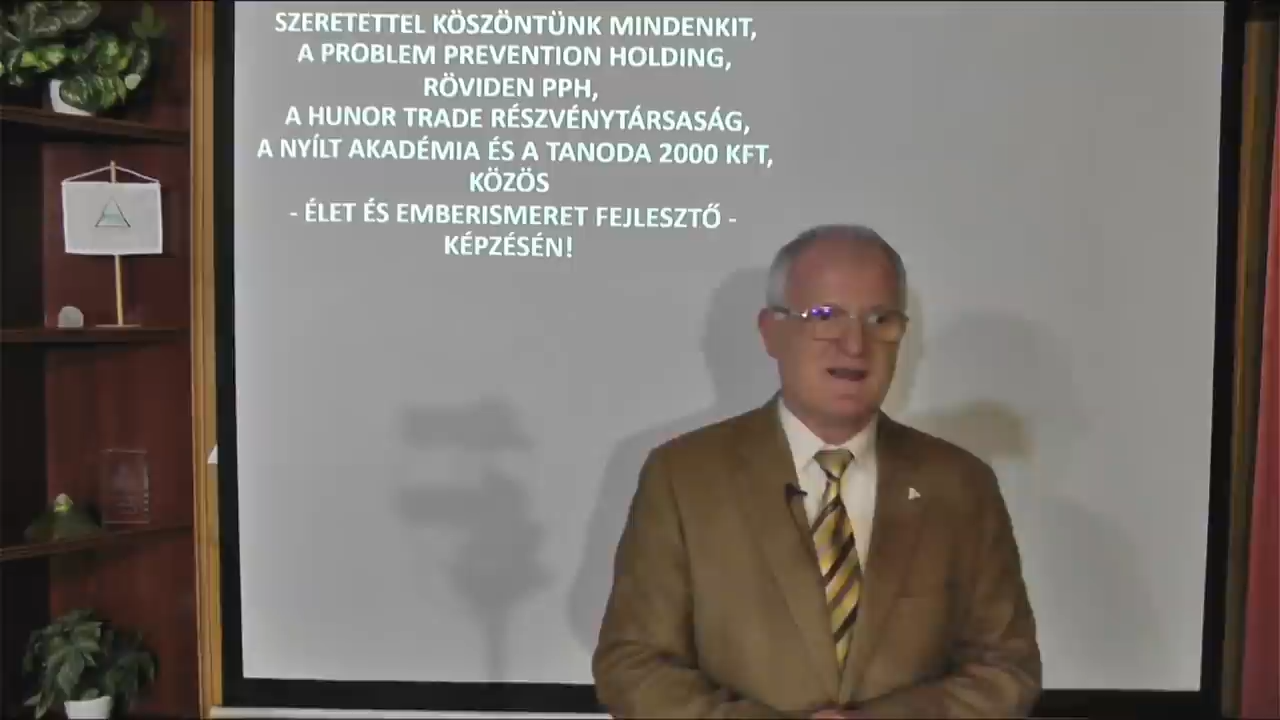 SZERETETTEL KÖSZÖNTÜNK MINDENKIT,
A PROBLEM PREVENTION HOLDING,
RÖVIDEN PPH,
A HUNOR TRADE RÉSZVÉNYTÁRSASÁG,
A NYÍLT AKADÉMIA ÉS A TANODA 2000 KFT,
KÖZÖS
- ÉLET ÉS EMBERISMERET FEJLESZTŐ -
KÉPZÉSÉN!